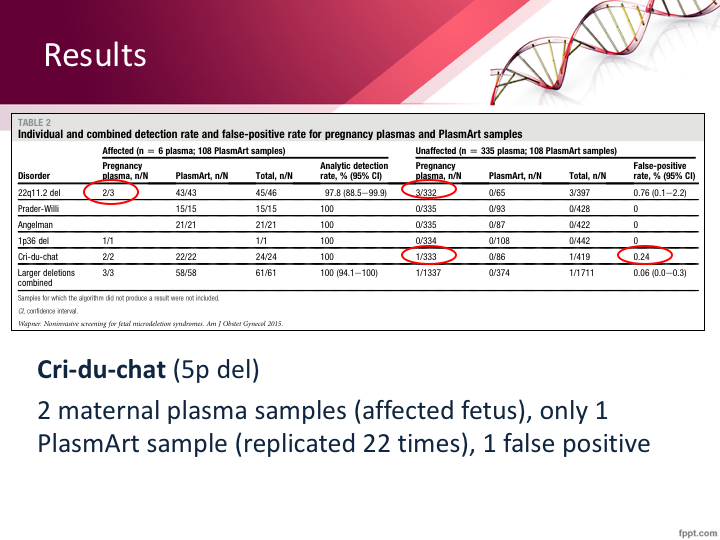 Results
TABLE 2
Individual and combined detection rate and false-positive rate for pregnancy plasmas and PlasmArt samples
Affected (n = 6 plasma; 108 PlasmArt samples) Unaffected (n = 335 plasma; 108 PlasmArt samples)
Disorder Pregnancy plasma, n/N PlasmArt, n/N Total, n/N Analytic detection rate, % (95% CI) Pregnancy plasma, n/N PlasmArt, n/N Total, n/N False-positive rate, % (95% CI)
22q11.2 del 2/3 43/43 45/46 97.8 (88.5−99.9) 3/332 0/65 3/397 0.76 (0.1−2.2)
Prader-Willi 15/15 15/15 100 0/335 0/93 0/428 0
Angelman 21/21 21/21 100 0/335 0/87 0/422 0
1p36 del 1/1 1/1 100 0/334 0/108 0/442 0
Cri-du-chat 2/2 22/22 24/24 100 1/333 0/86 1/419 0.24
Larger deletions combined 3/3 58/58 61/61 100 (94.1−100) 1/1337 0/374 1/1711 0.06 (0.0−0.3)
Samples for which the algorithm did not produce a result were not included.
CI, confidence interval.
Wapner. Noninvasive screening for fetal microdeletion syndromes. Am J Obstet Gynecol 2015.
Cri-du-chat (5p del)
2 maternal plasma samples (affected fetus), only 1
PlasmArt sample (replicated 22 times), 1 false positive
fppt.com